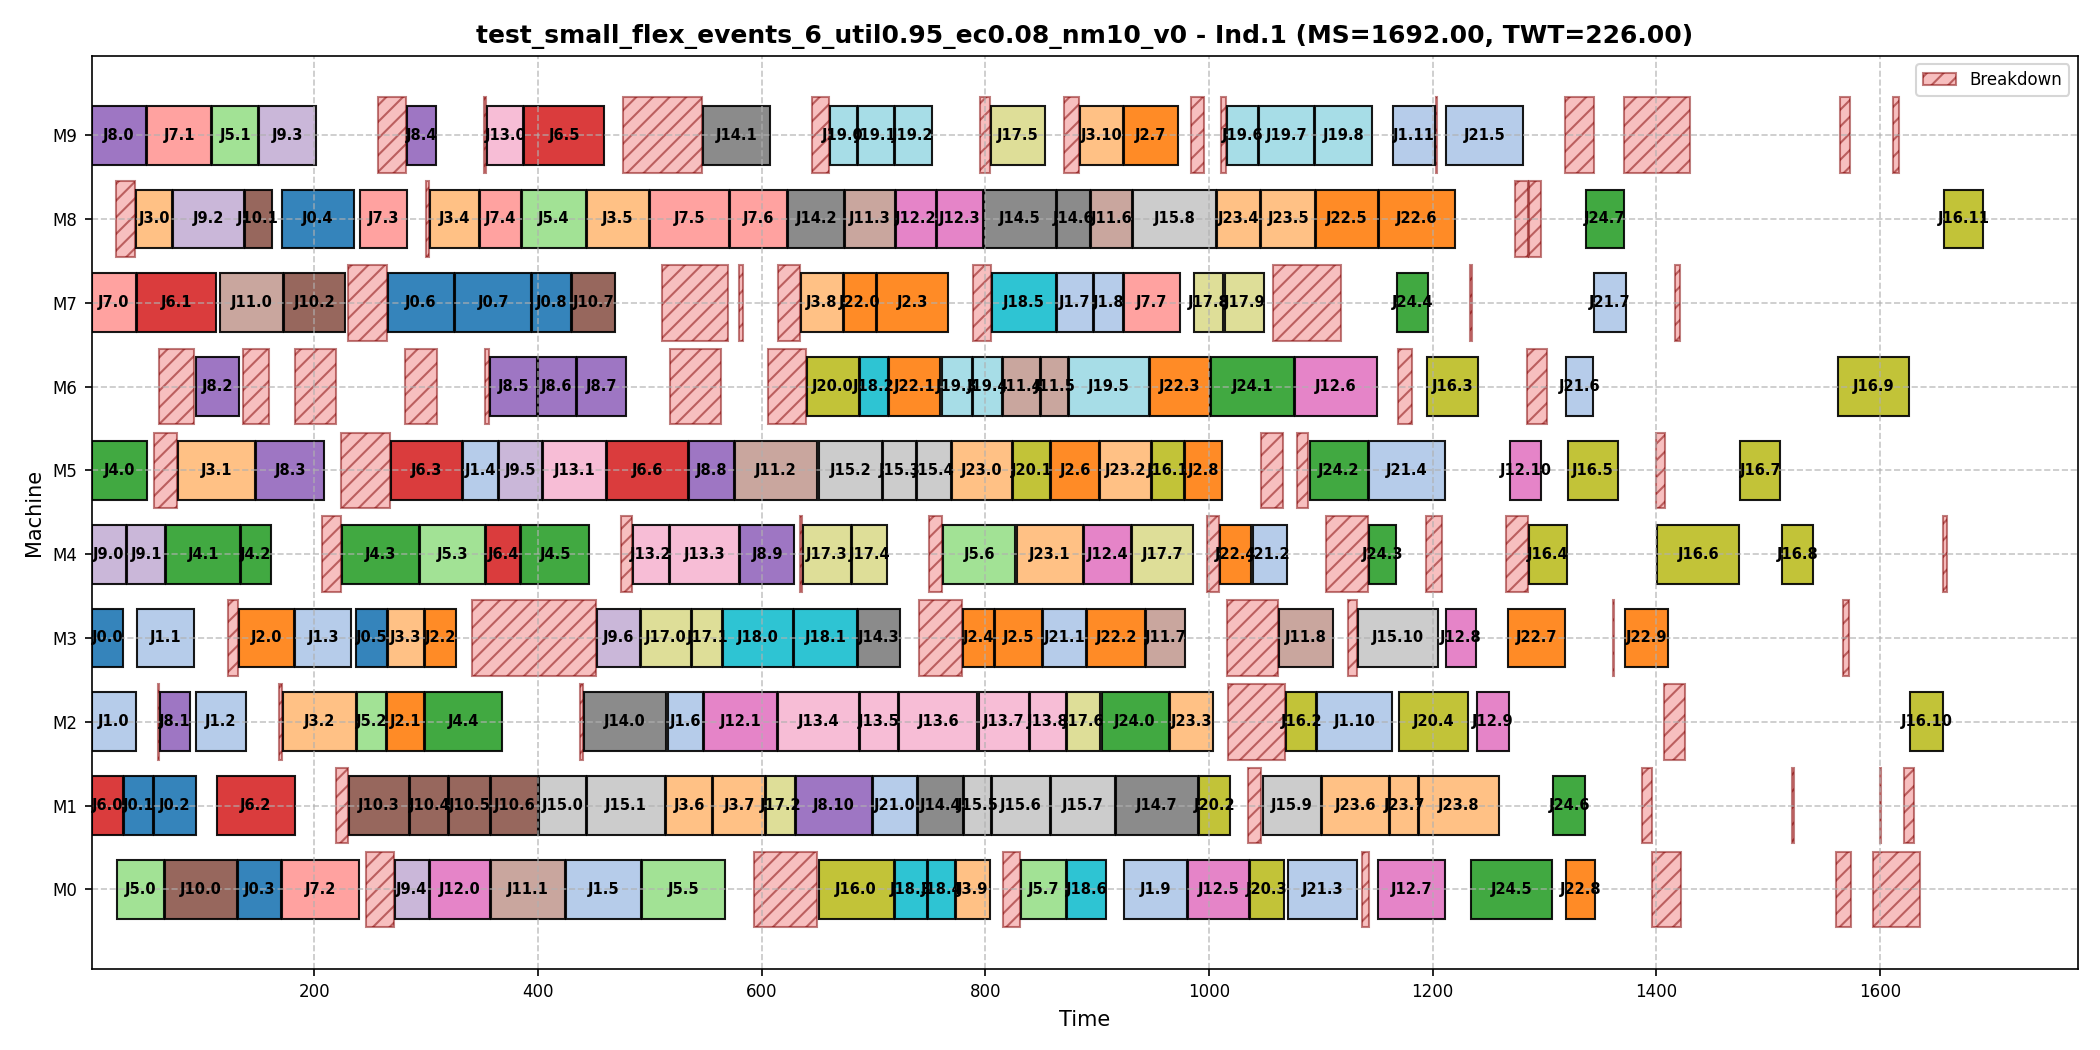 test_small_flex_events_6_util0.95_ec0.08_nm10_v0 - Ind.1 (MS=1692.00, TWT=226.00)
Breakdown
M9 J8.0 J7.1 J5.1 J9.3 J8.4 J13.0 J6.5 J14.1 J19.0 J19.1 J19.2 J17.5 J3.10 J2.7 J19.6 J19.7 J19.8 J1.11 J21.5
M8 J3.0 J9.2 J10.1 J0.4 J7.3 J3.4 J7.4 J5.4 J3.5 J7.5 J7.6 J14.2 J11.3 J12.2 J12.3 J14.5 J14.6 J11.6 J15.8 J23.4 J23.5 J22.5 J22.6 J24.7 J16.11
M7 J7.0 J6.1 J11.0 J10.2 J0.6 J0.7 J0.8 J10.7 J3.8 J22.0 J2.3 J18.5 J1.7 J1.8 J7.7 J17.8 J17.9 J24.4 J21.7
M6 J8.2 J8.5 J8.6 J8.7 J20.0 J18.2 J22.1 J19.3 J19.4 J11.4 J11.5 J19.5 J22.3 J24.1 J12.6 J16.3 J21.6 J16.9
M5 J4.0 J3.1 J8.3 J6.3 J1.4 J9.5 J13.1 J6.6 J8.8 J11.2 J15.2 J15.3 J15.4 J23.0 J20.1 J2.6 J23.2 J16.1 J2.8 J24.2 J21.4 J12.10 J16.5 J16.7
M4 J9.0 J9.1 J4.1 J4.2 J4.3 J5.3 J6.4 J4.5 J13.2 J13.3 J8.9 J17.3 J17.4 J5.6 J23.1 J12.4 J17.7 J22.4 J21.2 J24.3 J16.4 J16.6 J16.8
M3 J0.0 J1.1 J2.0 J1.3 J0.5 J3.3 J2.2 J9.6 J17.0 J17.1 J18.0 J18.1 J14.3 J2.4 J2.5 J21.1 J22.2 J11.7 J11.8 J15.10 J12.8 J22.7 J22.9
M2 J1.0 J8.1 J1.2 J3.2 J5.2 J2.1 J4.4 J14.0 J1.6 J12.1 J13.4 J13.5 J13.6 J13.7 J13.8 J17.6 J24.0 J23.3 J16.2 J1.10 J20.4 J12.9 J16.10
M1 J6.0 J0.1 J0.2 J6.2 J10.3 J10.4 J10.5 J10.6 J15.0 J15.1 J3.6 J3.7 J17.2 J8.10 J21.0 J14.4 J15.5 J15.6 J15.7 J14.7 J20.2 J15.9 J23.6 J23.7 J23.8 J24.6
M0 J5.0 J10.0 J0.3 J7.2 J9.4 J12.0 J11.1 J1.5 J5.5 J16.0 J18.3 J18.4 J3.9 J5.7 J18.6 J1.9 J12.5 J20.3 J21.3 J12.7 J24.5 J22.8
200 400 600 800 1000 1200 1400 1600
Time
Machine